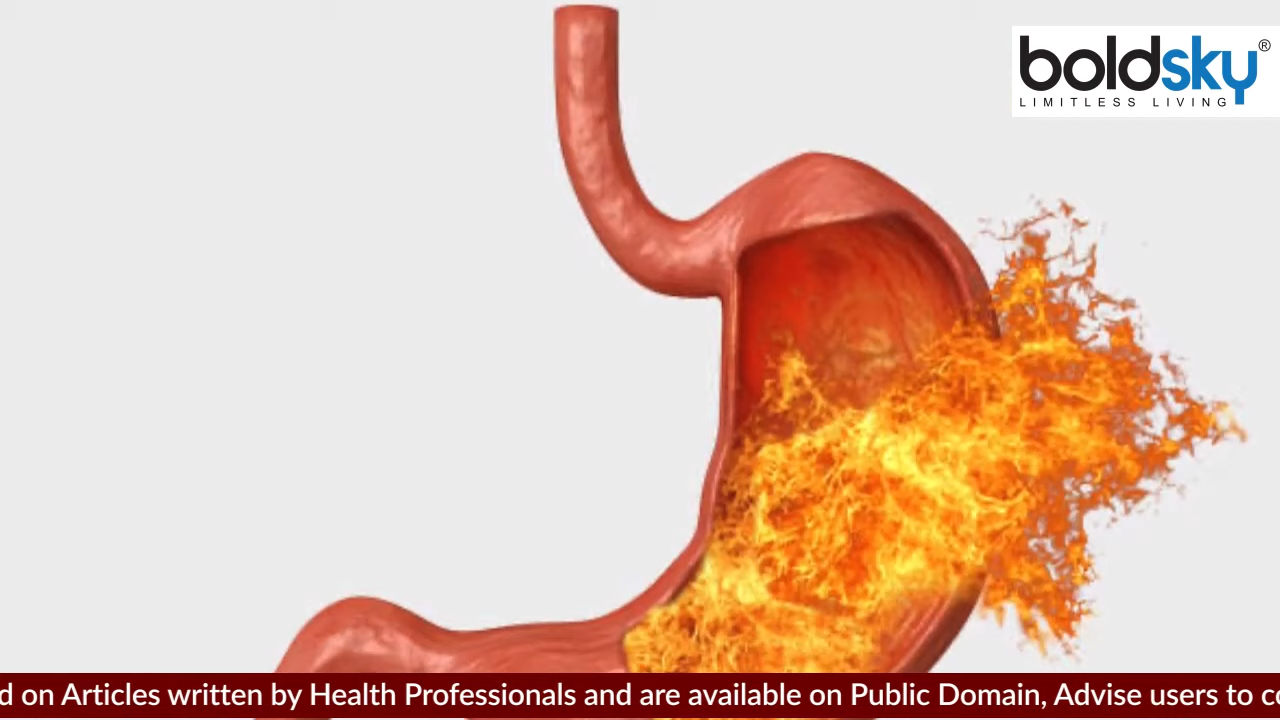 boldsky®
LIMITLESS LIVING
d on Articles written by Health Professionals and are available on Public Domain, Advise users to co